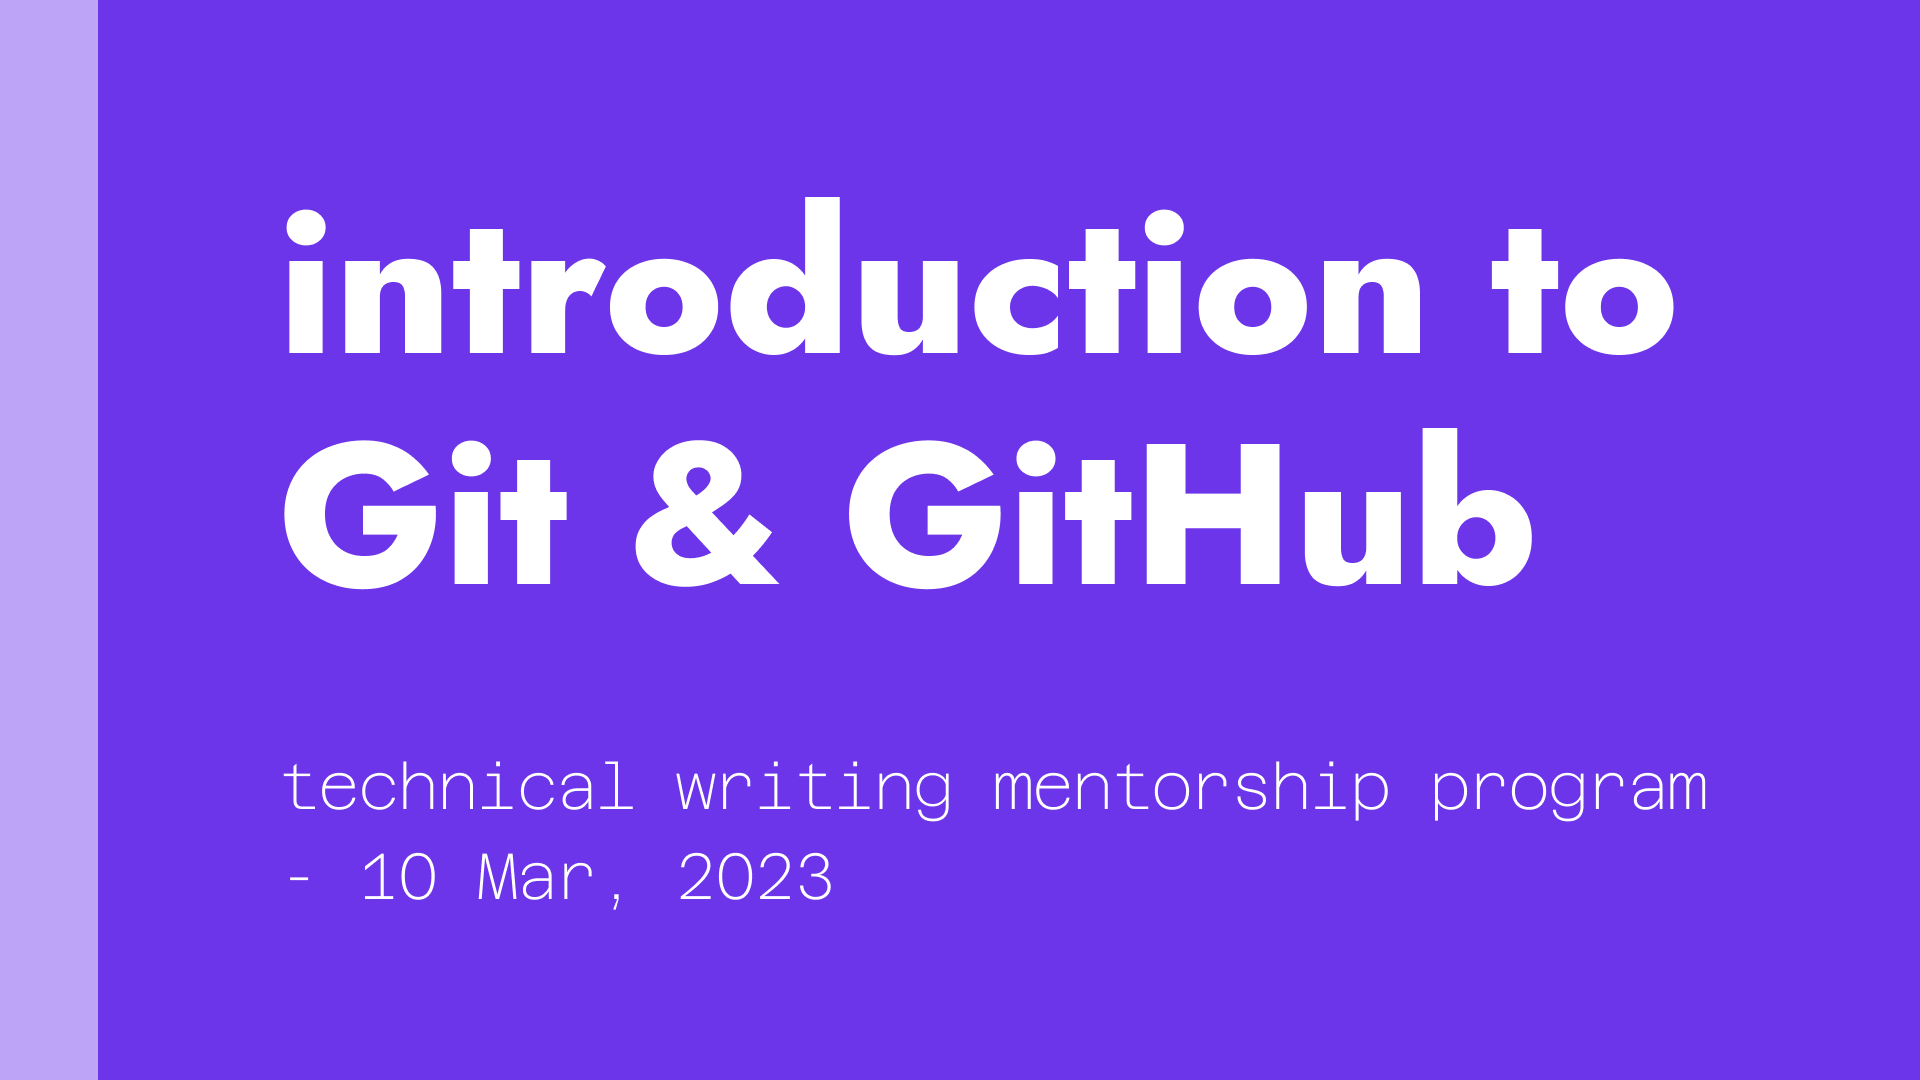 introduction to
Git & GitHub
technical writing mentorship program
- 10 Mar, 2023